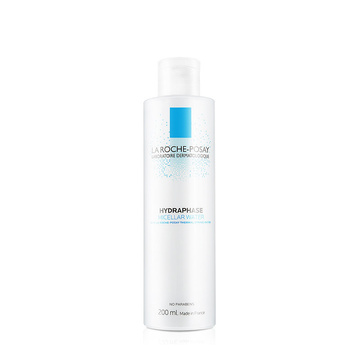 LA ROCHE-POSAY
LABORATOIRE DERMATOLOGIQUE
HYDRAPHASE
MICELLAR WATER
NO PARABENS
200 ml Made in France